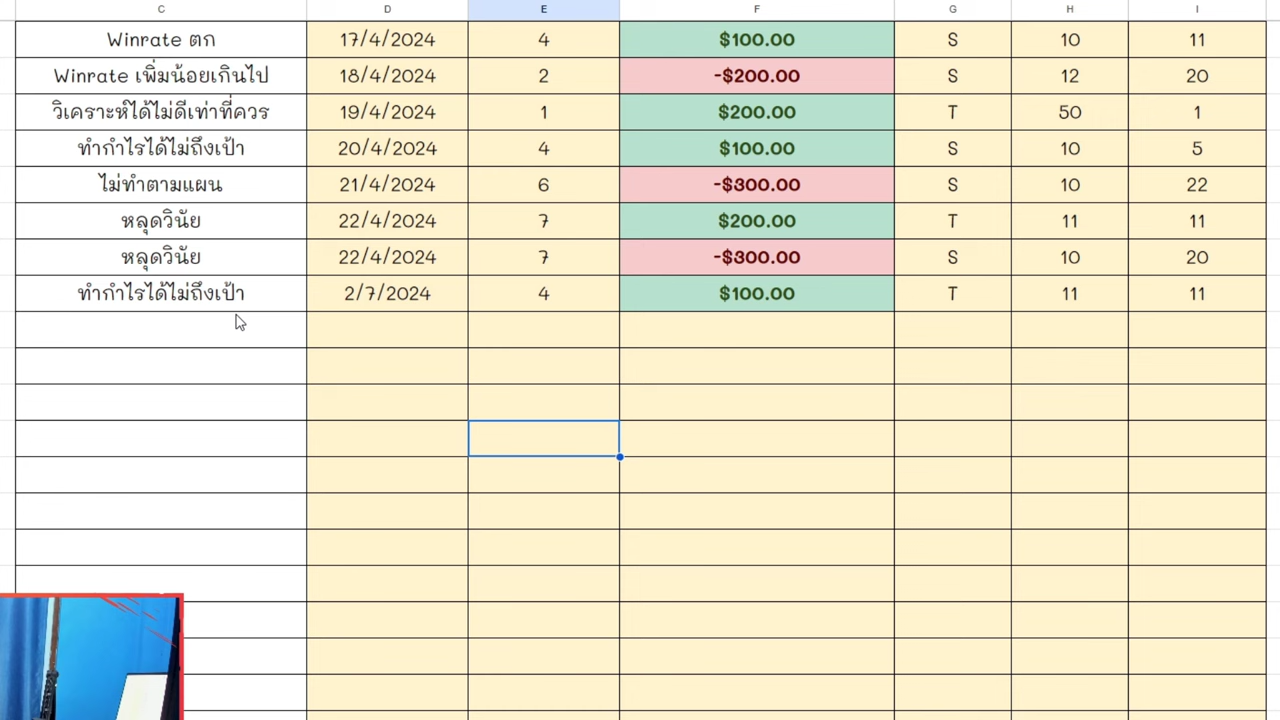 C D E F G H I
Winrate ตก 17/4/2024 4 $100.00 S 10 11
Winrate เพิ่มน้อยเกินไป 18/4/2024 2 -$200.00 S 12 20
วิเคราะห์ได้ไม่ดีเท่าที่ควร 19/4/2024 1 $200.00 T 50 1
ทำกำไรได้ไม่ถึงเป้า 20/4/2024 4 $100.00 S 10 5
ไม่ทำตามแผน 21/4/2024 6 -$300.00 S 10 22
หลุดวินัย 22/4/2024 7 $200.00 T 11 11
หลุดวินัย 22/4/2024 7 -$300.00 S 10 20
ทำกำไรได้ไม่ถึงเป้า 2/7/2024 4 $100.00 T 11 11